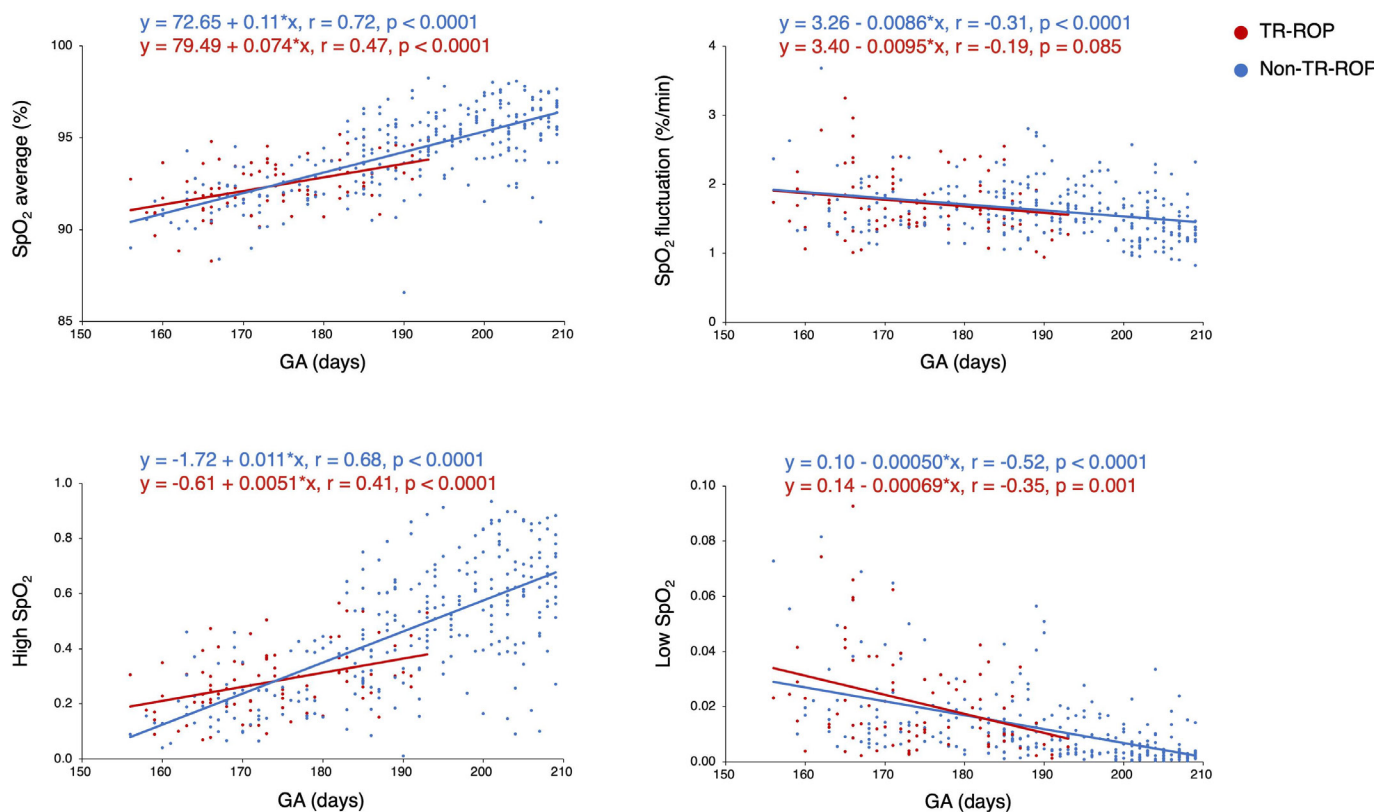 y = 72.65 + 0.11*x, r = 0.72, p < 0.0001
y = 79.49 + 0.074*x, r = 0.47, p < 0.0001
100
95
90
85
SpO₂ average (%)
150 160 170 180 190 200 210
GA (days)
y = 3.26 - 0.0086*x, r = -0.31, p < 0.0001
y = 3.40 - 0.0095*x, r = -0.19, p = 0.085
4
3
2
1
0
SpO₂ fluctuation (%/min)
150 160 170 180 190 200 210
GA (days)
TR-ROP
Non-TR-ROP
y = -1.72 + 0.011*x, r = 0.68, p < 0.0001
y = -0.61 + 0.0051*x, r = 0.41, p < 0.0001
1.0
0.8
0.6
0.4
0.2
0.0
High SpO₂
150 160 170 180 190 200 210
GA (days)
y = 0.10 - 0.00050*x, r = -0.52, p < 0.0001
y = 0.14 - 0.00069*x, r = -0.35, p = 0.001
0.10
0.08
0.06
0.04
0.02
0.00
Low SpO₂
150 160 170 180 190 200 210
GA (days)